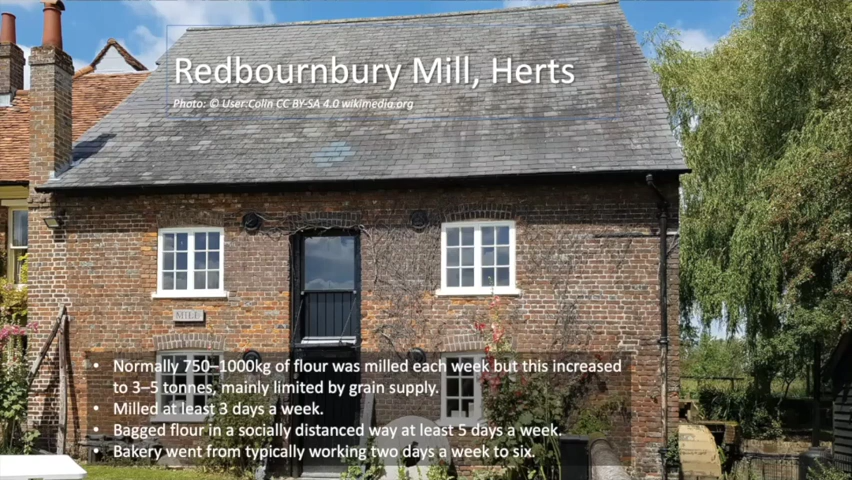 Redbournbury Mill, Herts
Photo: © User:Colin CC BY-SA 4.0 wikimedia.org
MILL
• Normally 750–1000kg of flour was milled each week but this increased
to 3–5 tonnes, mainly limited by grain supply.
• Milled at least 3 days a week.
• Bagged flour in a socially distanced way at least 5 days a week.
• Bakery went from typically working two days a week to six.